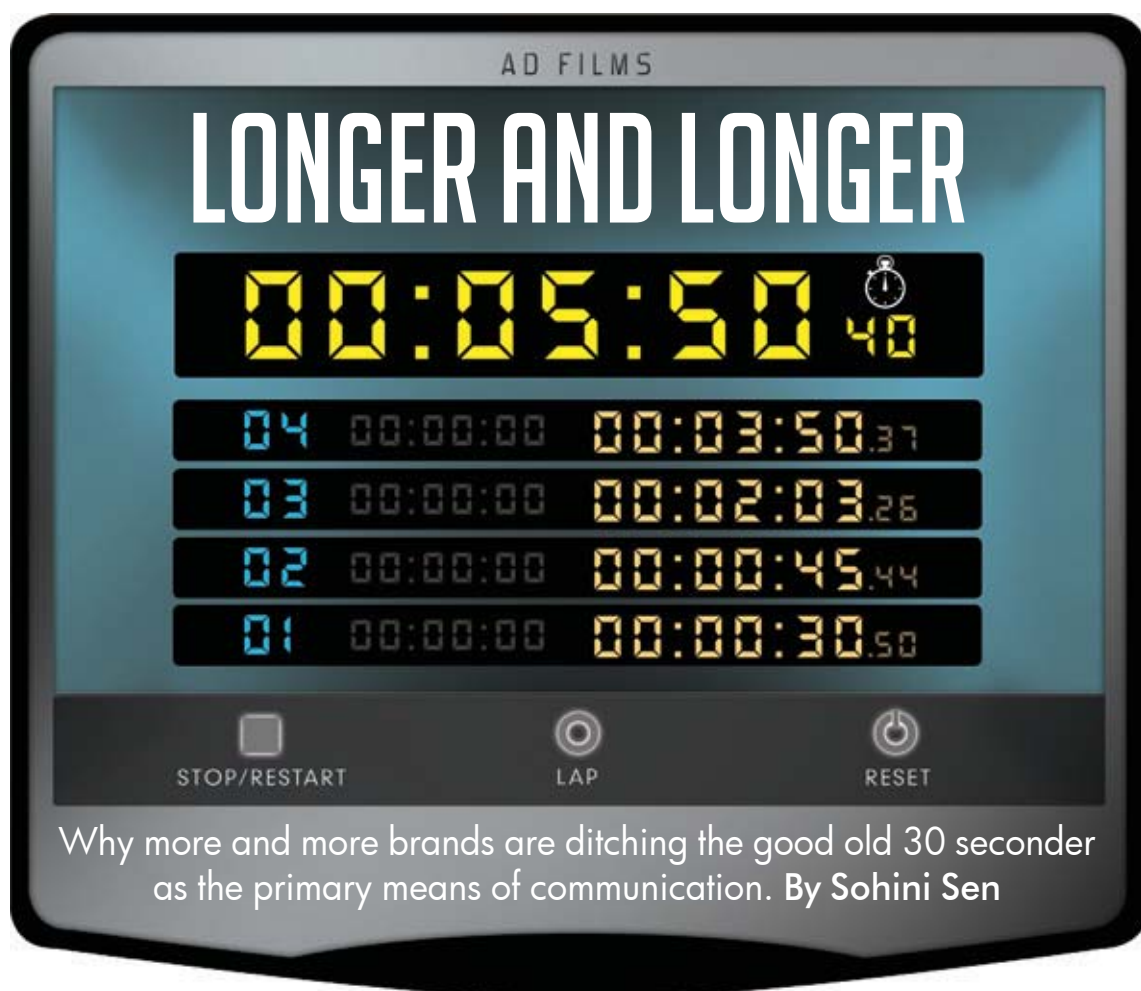 AD FILMS
LONGER AND LONGER
00:05:50 40
04 00:00:00 00:03:50.37
03 00:00:00 00:02:03.26
02 00:00:00 00:00:45.44
01 00:00:00 00:00:30.50
STOP/RESTART LAP RESET
Why more and more brands are ditching the good old 30 seconder
as the primary means of communication. By Sohini Sen